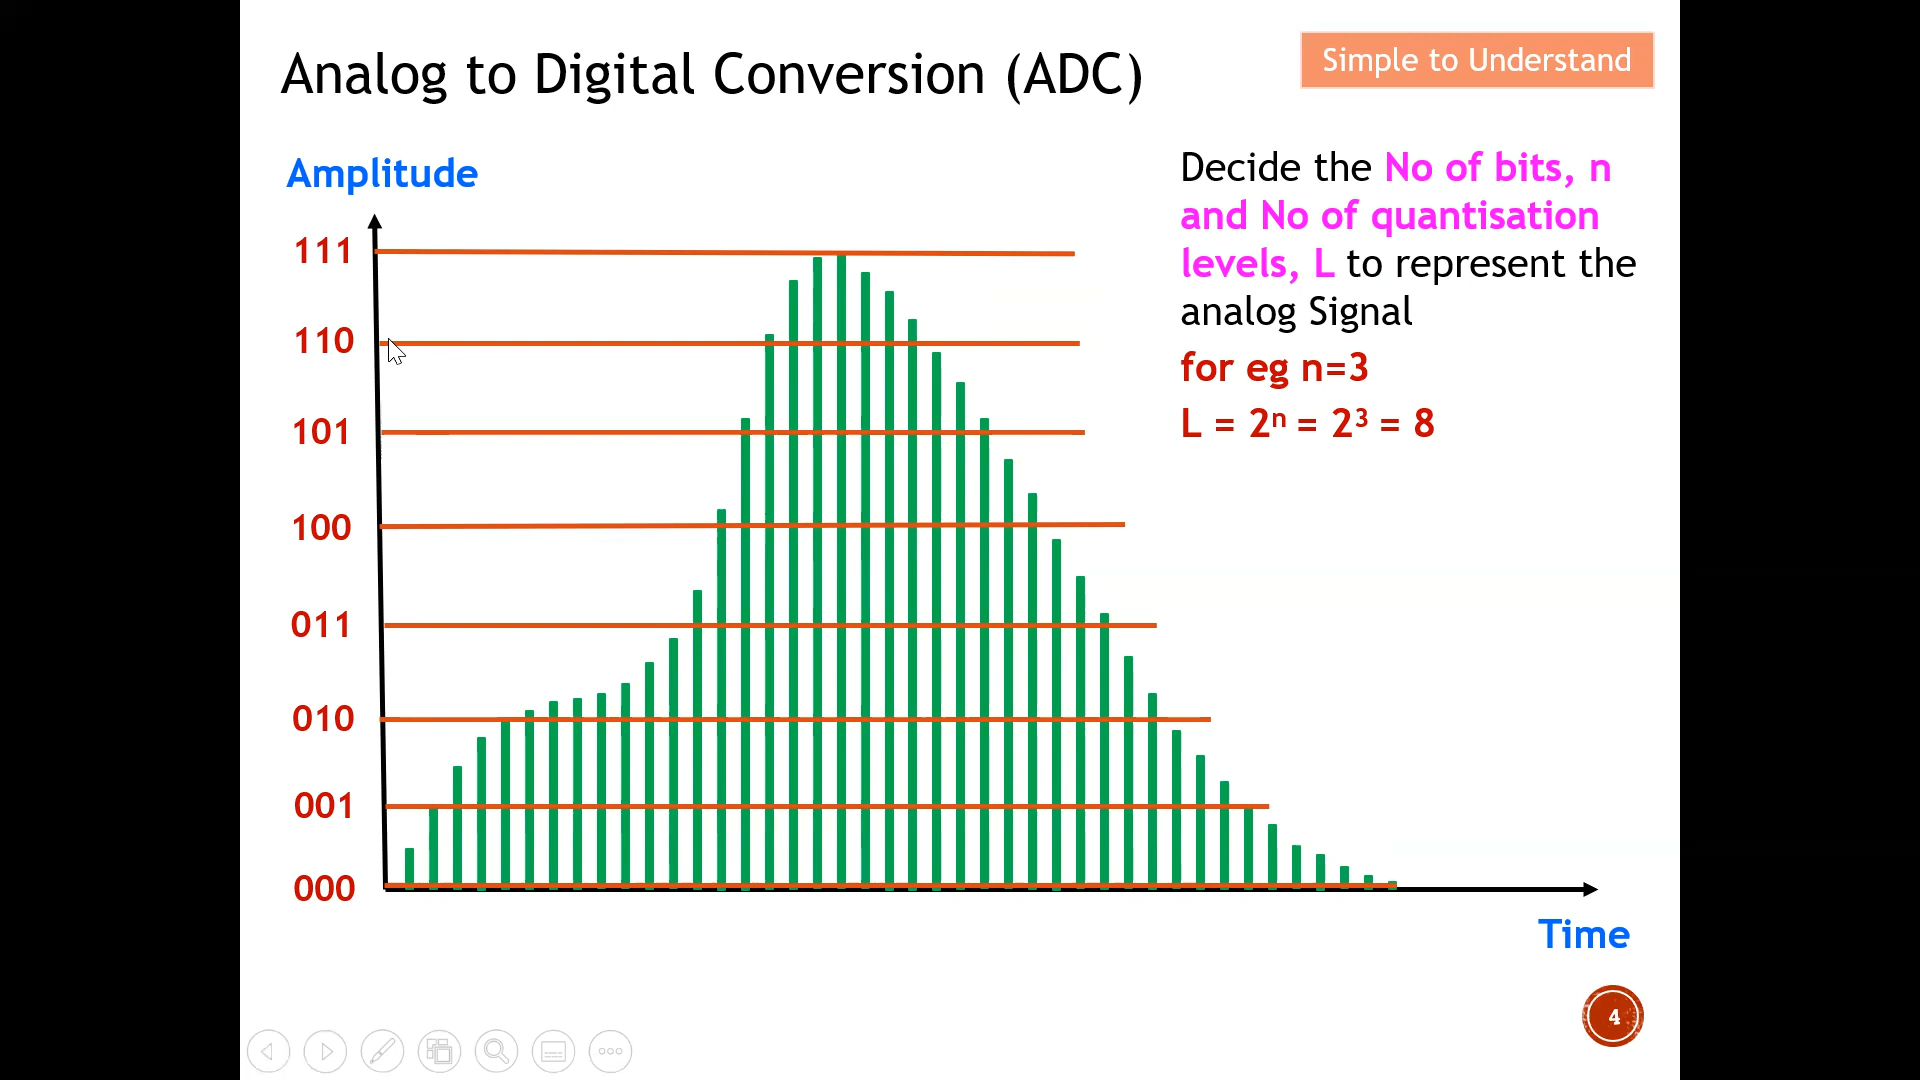 Analog to Digital Conversion (ADC)
Simple to Understand
Amplitude
Decide the No of bits, n
and No of quantisation
levels, L to represent the
analog Signal
for eg n=3
L = 2ⁿ = 2³ = 8
111
110
101
100
011
010
001
000
Time
4